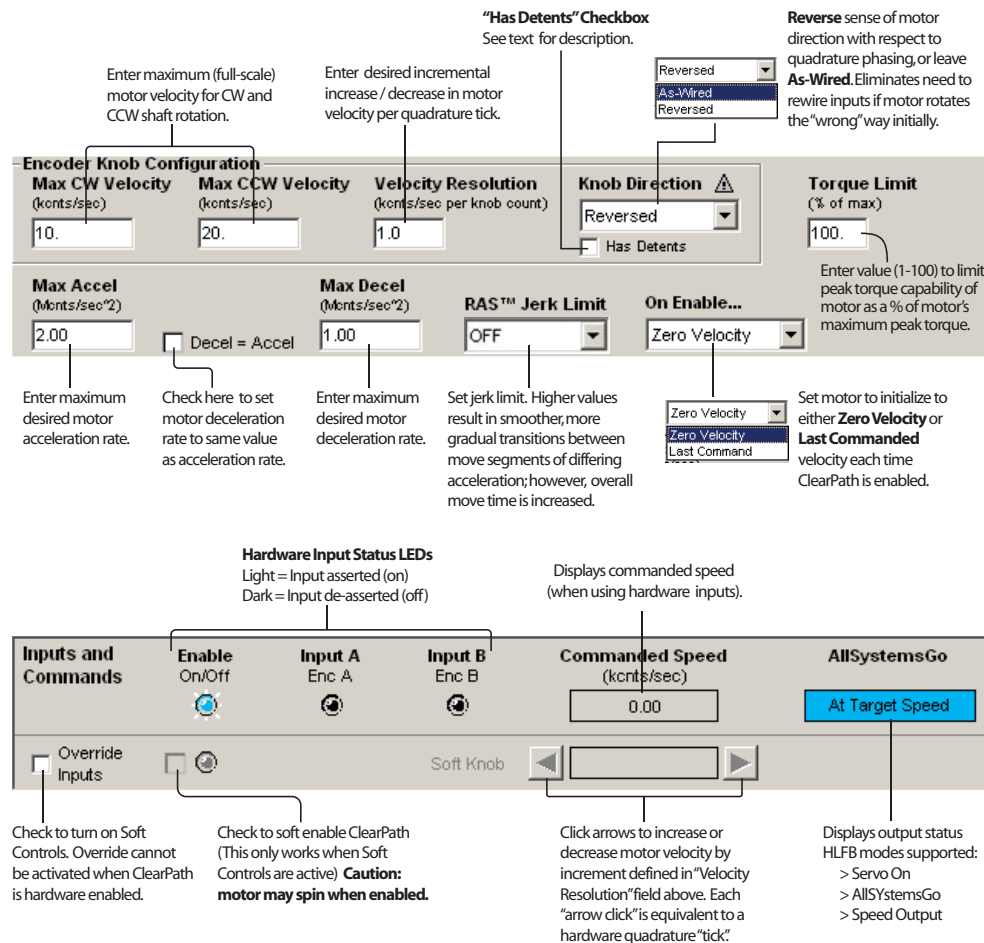 "Has Detents" Checkbox
See text for description.
Reverse sense of motor
direction with respect to
quadrature phasing, or leave
As-Wired. Eliminates need to
rewire inputs if motor rotates
the "wrong" way initially.
Enter maximum (full-scale)
motor velocity for CW and
CCW shaft rotation.
Enter desired incremental
increase / decrease in motor
velocity per quadrature tick.
Reversed
As-Wired
Reversed
Encoder Knob Configuration
Max CW Velocity
(kcnts/sec)
10.
Max CCW Velocity
(kcnts/sec)
20.
Velocity Resolution
(kcnts/sec per knob count)
1.0
Knob Direction
Reversed
Has Detents
Torque Limit
(% of max)
100.
Enter value (1-100) to limit
peak torque capability of
motor as a % of motor's
maximum peak torque.
Max Accel
(Mcnts/sec^2)
2.00
Decel = Accel
Max Decel
(Mcnts/sec^2)
1.00
RAS™ Jerk Limit
OFF
On Enable...
Zero Velocity
Enter maximum
desired motor
acceleration rate.
Check here to set
motor deceleration
rate to same value
as acceleration rate.
Enter maximum
desired motor
deceleration rate.
Set jerk limit. Higher values
result in smoother, more
gradual transitions between
move segments of differing
acceleration; however, overall
move time is increased.
Zero Velocity
Zero Velocity
Last Command
Set motor to initialize to
either Zero Velocity or
Last Commanded
velocity each time
ClearPath is enabled.
Hardware Input Status LEDs
Light = Input asserted (on)
Dark = Input de-asserted (off)
Displays commanded speed
(when using hardware inputs).
Inputs and
Commands
Enable
On/Off
Input A
Enc A
Input B
Enc B
Commanded Speed
(kcnts/sec)
0.00
AllSystemsGo
At Target Speed
Override
Inputs
Soft Knob
Check to turn on Soft
Controls. Override cannot
be activated when ClearPath
is hardware enabled.
Check to soft enable ClearPath
(This only works when Soft
Controls are active) Caution:
motor may spin when enabled.
Click arrows to increase or
decrease motor velocity by
increment defined in "Velocity
Resolution" field above. Each
"arrow click" is equivalent to a
hardware quadrature "tick".
Displays output status
HLFB modes supported:
> Servo On
> AllSYstemsGo
> Speed Output